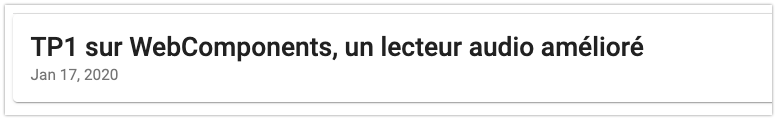 TP1 sur WebComponents, un lecteur audio amélioré
Jan 17, 2020